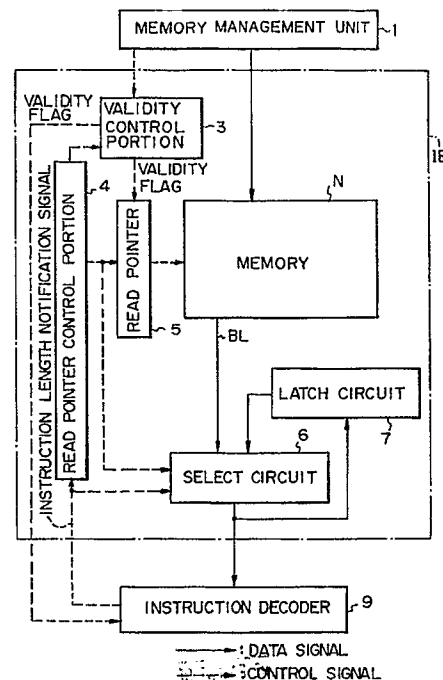 MEMORY MANAGEMENT UNIT
1
VALIDITY
FLAG
VALIDITY
CONTROL
PORTION
3
18
VALIDITY
FLAG
INSTRUCTION LENGTH NOTIFICATION SIGNAL
READ POINTER CONTROL PORTION
4
READ POINTER
5
N
MEMORY
BL
LATCH CIRCUIT
7
6
SELECT CIRCUIT
INSTRUCTION DECODER
9
:DATA SIGNAL
:CONTROL SIGNAL